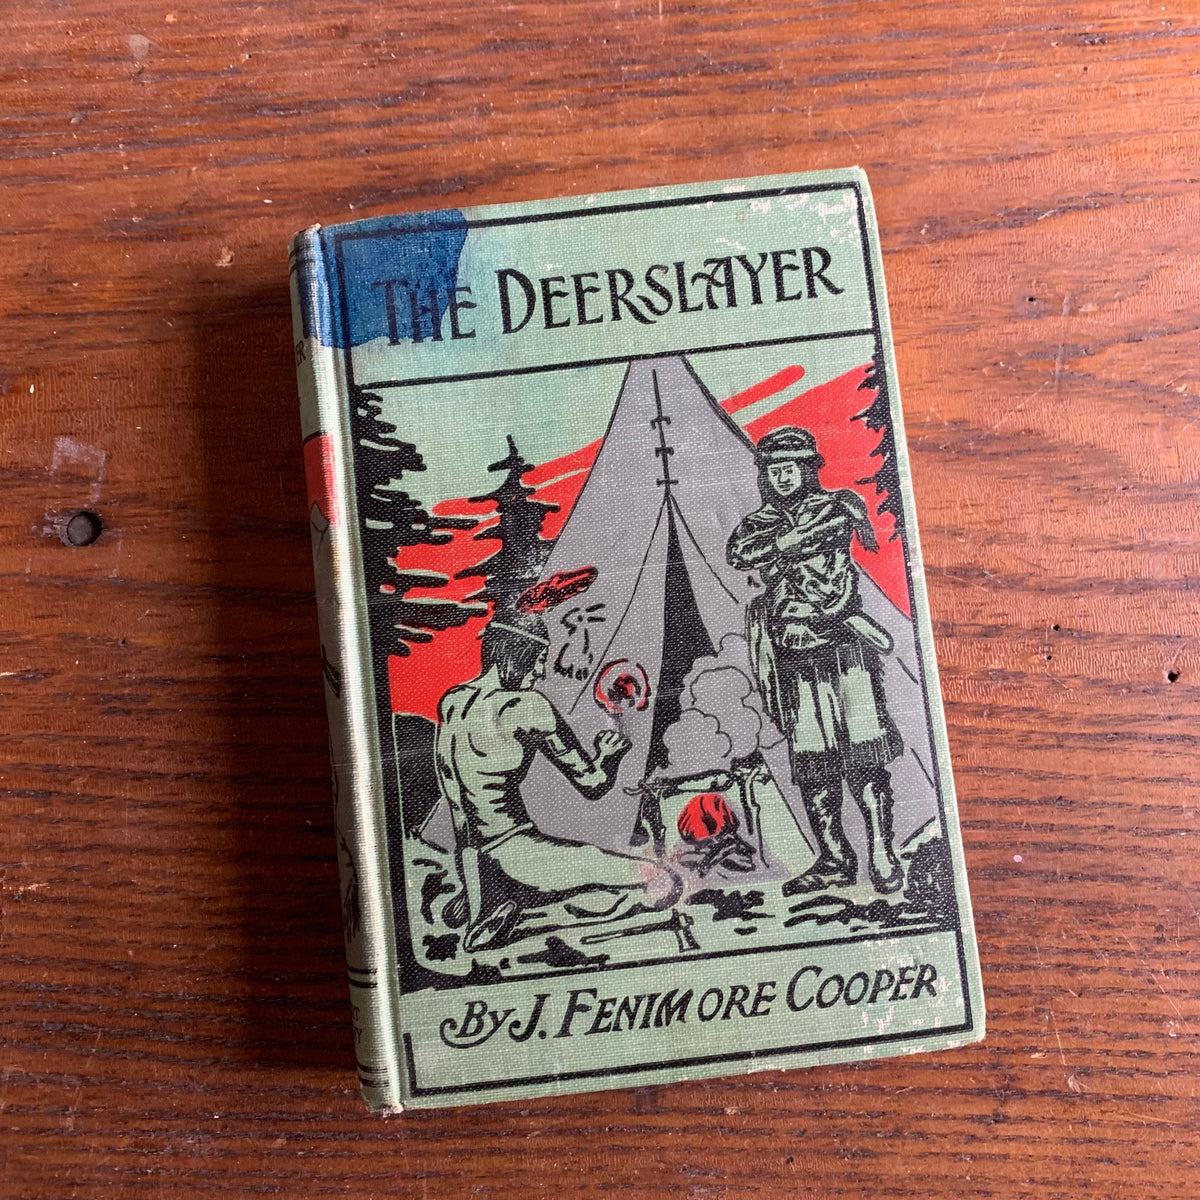 THE DEERSLAYER
By J. FENIMORE COOPER